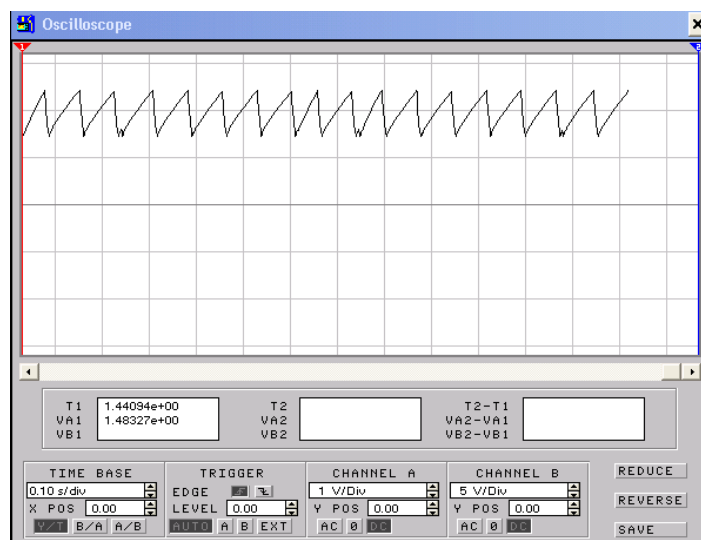 Oscilloscope
1 2
T1 1.44094e+00 T2 T2-T1
VA1 1.48327e+00 VA2 VA2-VA1
VB1 VB2 VB2-VB1
TIME BASE TRIGGER CHANNEL A CHANNEL B REDUCE
0.10 s/div EDGE 1 V/Div 5 V/Div
X POS 0.00 LEVEL 0.00 Y POS 0.00 Y POS 0.00 REVERSE
Y/T B/A A/B AUTO A B EXT AC 0 DC AC 0 DC SAVE